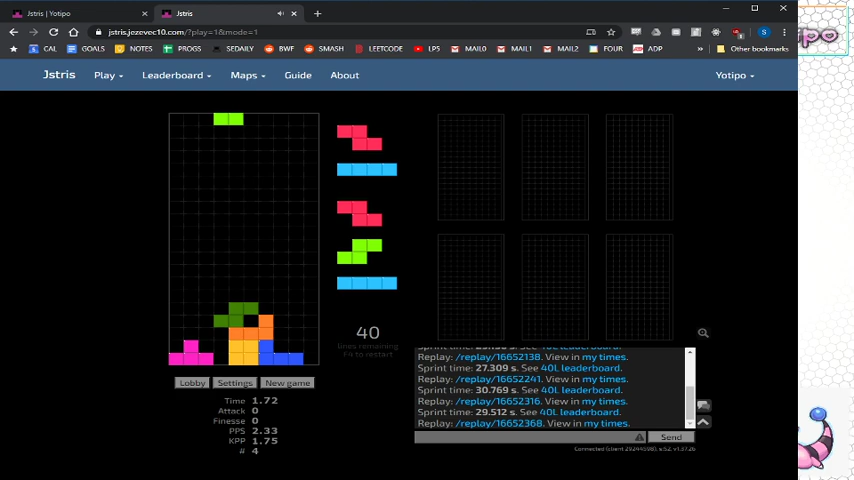 Jstris | Yotipo
Jstris
jstris.jezevec10.com/?play=1&mode=1
CAL GOALS NOTES PROGS SEDAILY BWF SMASH LEETCODE LP5 MAIL0 MAIL1 MAIL2 FOUR ADP » Other bookmarks
Jstris Play Leaderboard Maps Guide About Yotipo
40
lines remaining
F4 to restart
Replay: /replay/16652138. View in my times.
Sprint time: 27.309 s. See 40L leaderboard.
Replay: /replay/16652241. View in my times.
Sprint time: 30.769 s. See 40L leaderboard.
Replay: /replay/16652316. View in my times.
Sprint time: 29.512 s. See 40L leaderboard.
Replay: /replay/16652368. View in my times.
Send
Lobby Settings New game
Time 1.72
Attack 0
Finesse 0
PPS 2.33
KPP 1.75
# 4